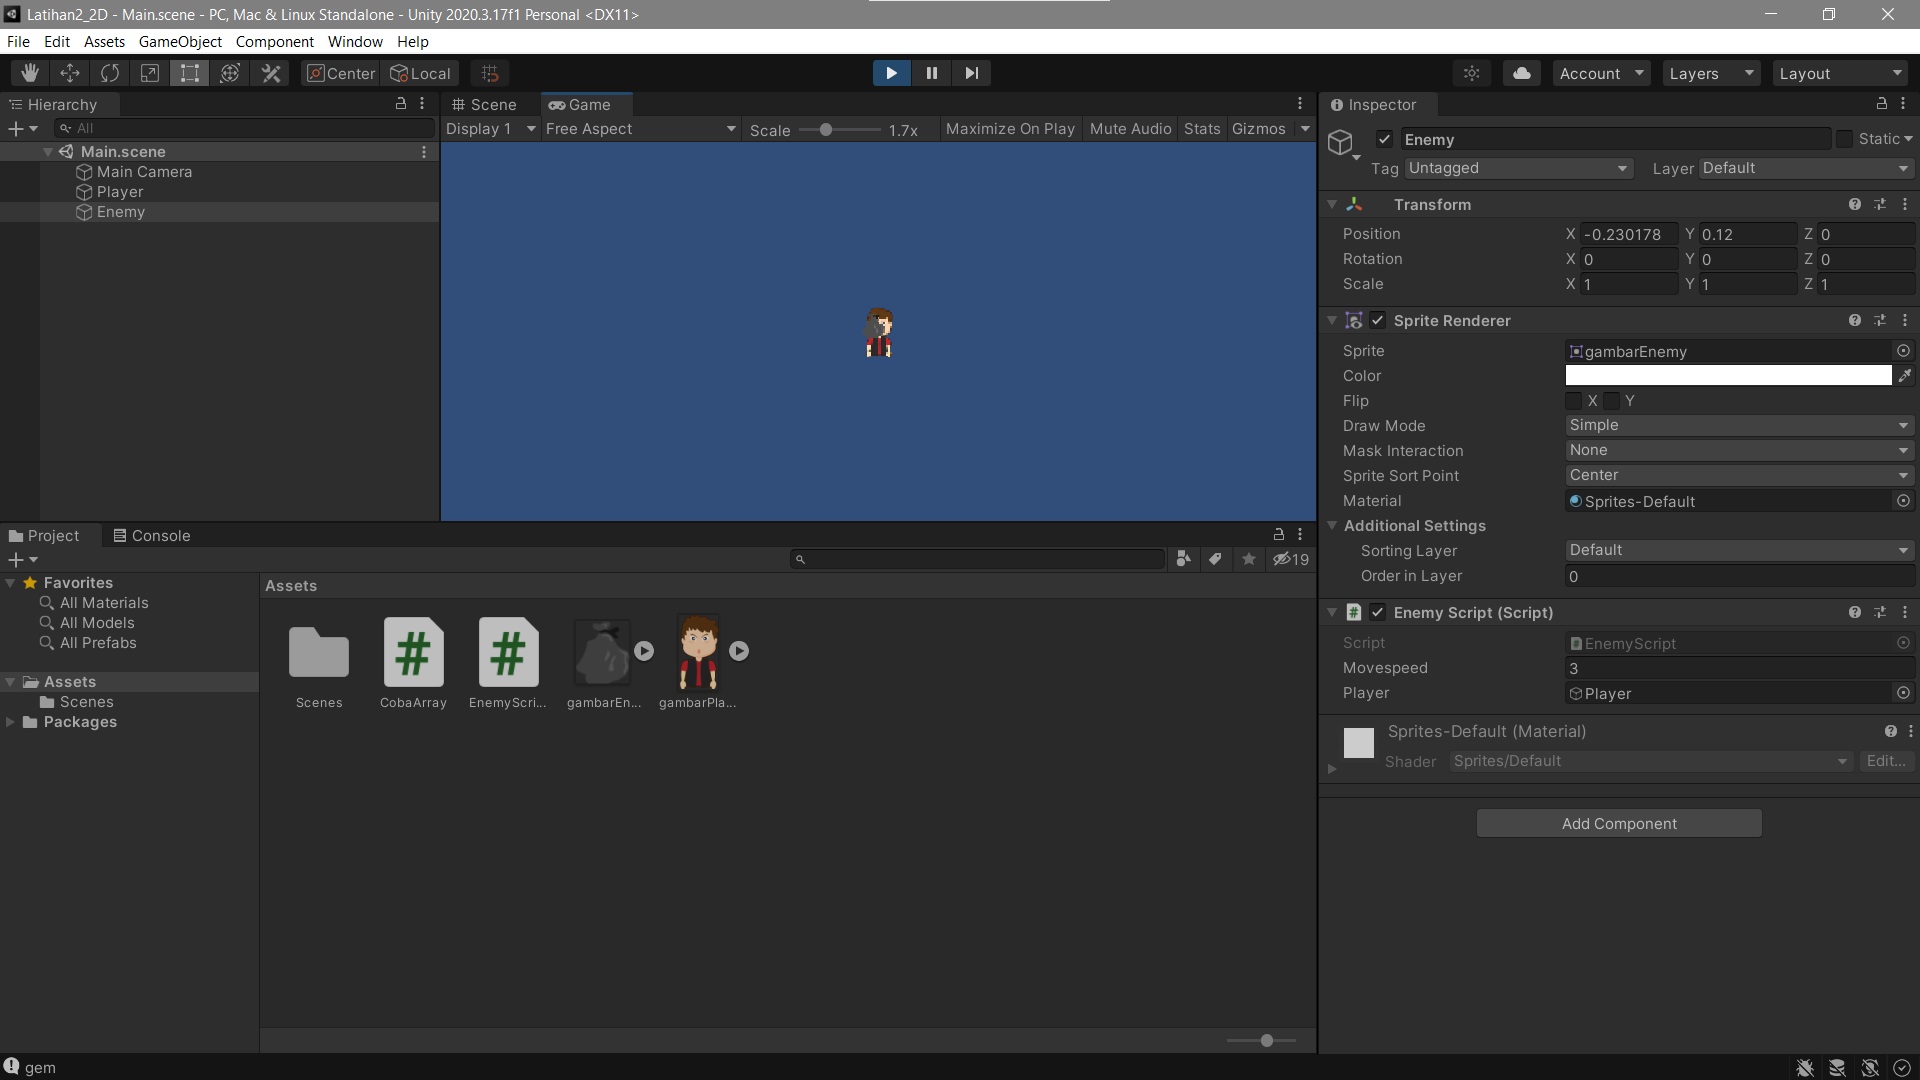 Latihan2_2D - Main.scene - PC, Mac & Linux Standalone - Unity 2020.3.17f1 Personal <DX11>
File Edit Assets GameObject Component Window Help
Center Local Account Layers Layout
Hierarchy
All
Main.scene
Main Camera
Player
Enemy
Scene Game
Display 1 Free Aspect Scale 1.7x Maximize On Play Mute Audio Stats Gizmos
Project Console
19
Favorites
All Materials
All Models
All Prefabs
Assets
Scenes
Packages
Assets
Scenes CobaArray EnemyScri... gambarEn... gambarPla...
Inspector
Enemy Static
Tag Untagged Layer Default
Transform
Position X -0.230178 Y 0.12 Z 0
Rotation X 0 Y 0 Z 0
Scale X 1 Y 1 Z 1
Sprite Renderer
Sprite gambarEnemy
Color
Flip X Y
Draw Mode Simple
Mask Interaction None
Sprite Sort Point Center
Material Sprites-Default
Additional Settings
Sorting Layer Default
Order in Layer 0
# Enemy Script (Script)
Script EnemyScript
Movespeed 3
Player Player
Sprites-Default (Material)
Shader Sprites/Default Edit...
Add Component
gem